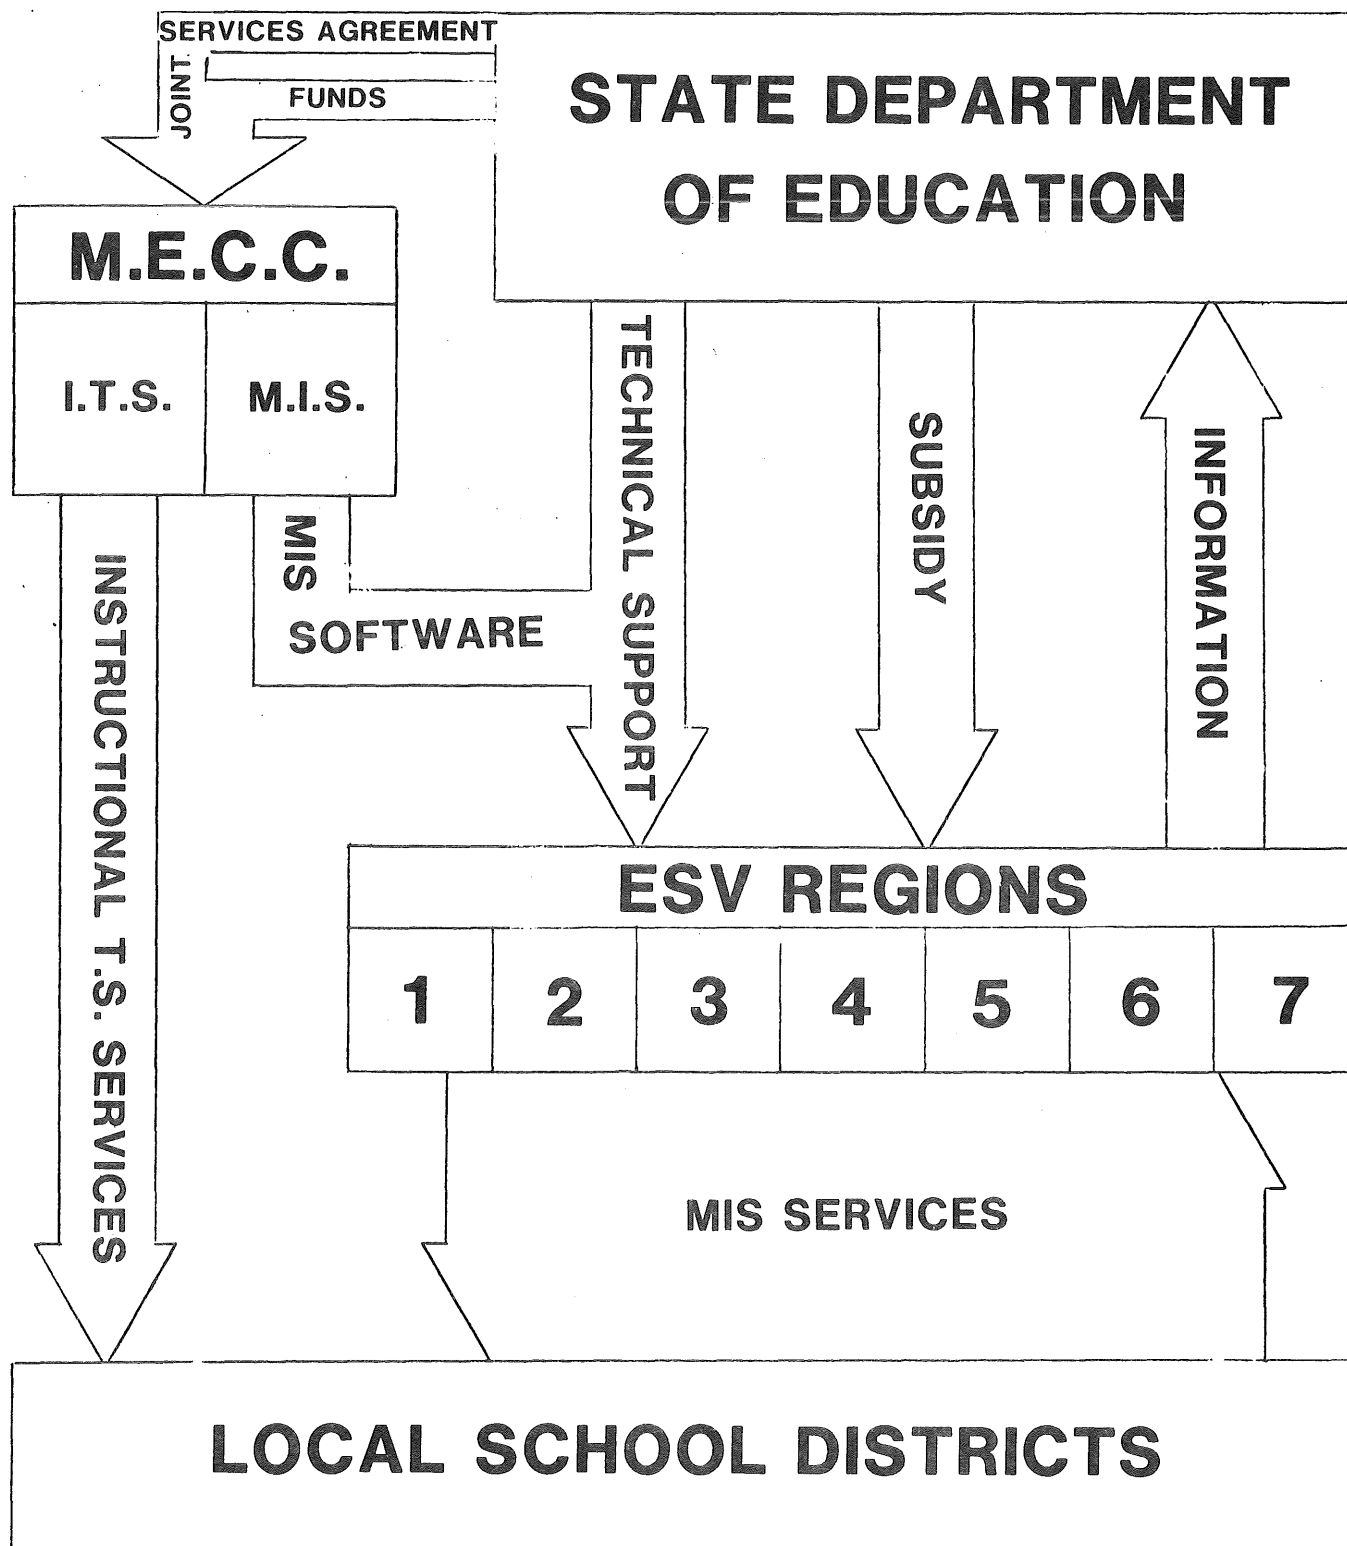 SERVICES AGREEMENT
JOINT
FUNDS
STATE DEPARTMENT
OF EDUCATION
M.E.C.C.
I.T.S.
M.I.S.
TECHNICAL SUPPORT
SUBSIDY
INFORMATION
MIS
SOFTWARE
INSTRUCTIONAL T.S. SERVICES
ESV REGIONS
1 2 3 4 5 6 7
MIS SERVICES
LOCAL SCHOOL DISTRICTS